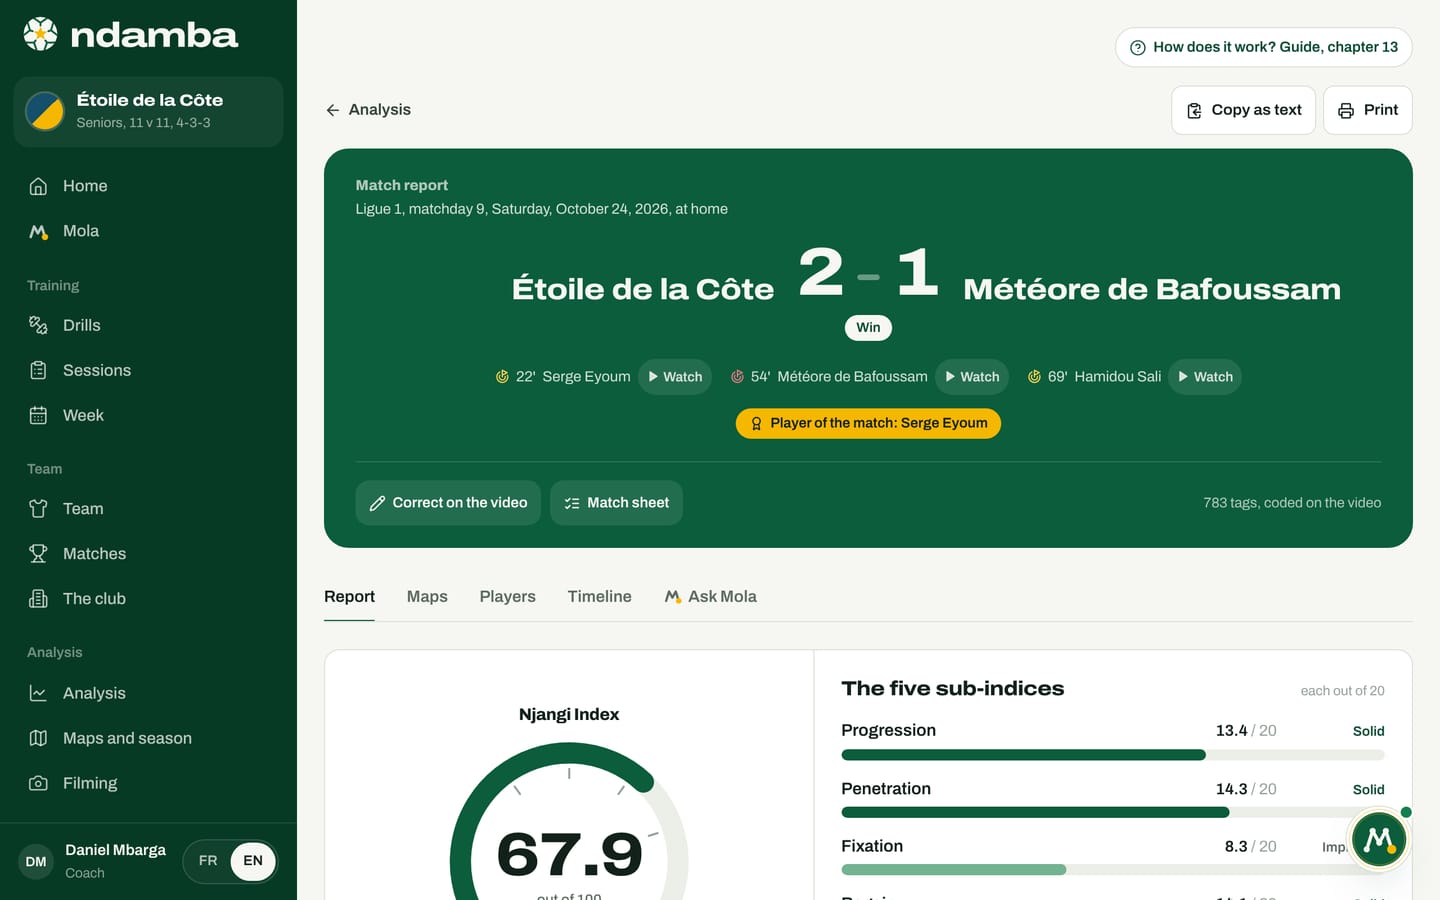 ndamba
Étoile de la Côte
Seniors, 11 v 11, 4-3-3
Home
Mola
Training
Drills
Sessions
Week
Team
Team
Matches
The club
Analysis
Analysis
Maps and season
Filming
DM
Daniel Mbarga
Coach
FR EN
How does it work? Guide, chapter 13
Analysis
Copy as text
Print
Match report
Ligue 1, matchday 9, Saturday, October 24, 2026, at home
Étoile de la Côte 2 – 1 Météore de Bafoussam
Win
22' Serge Eyoum Watch 54' Météore de Bafoussam Watch 69' Hamidou Sali Watch
Player of the match: Serge Eyoum
Correct on the video
Match sheet
783 tags, coded on the video
Report Maps Players Timeline Ask Mola
Njangi Index
67.9
out of 100
The five sub-indices
each out of 20
Progression 13.4 / 20 Solid
Penetration 14.3 / 20 Solid
Fixation 8.3 / 20